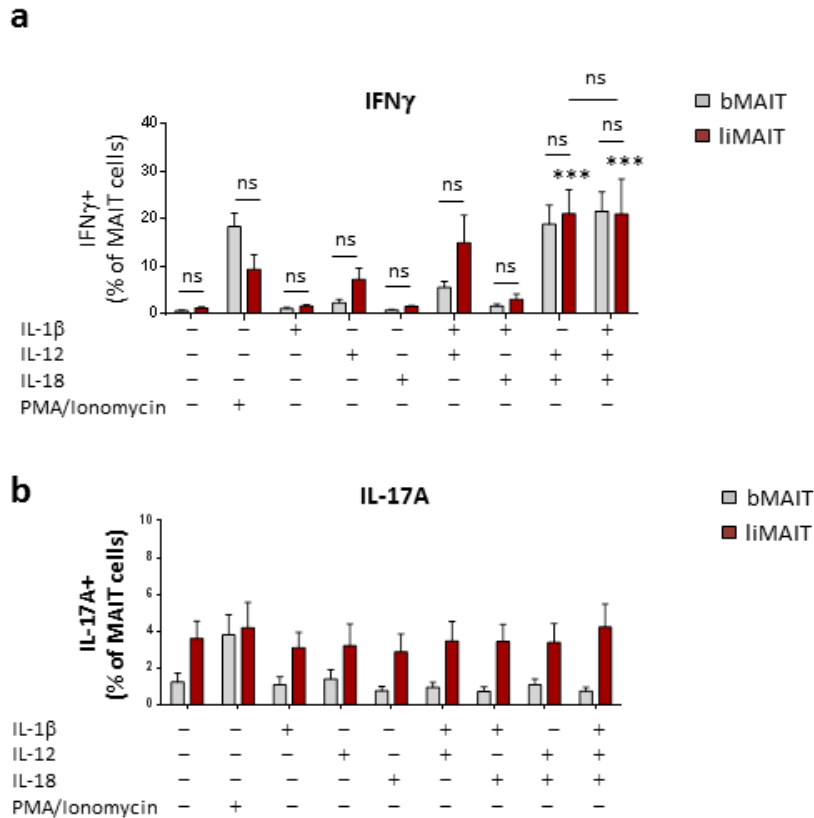 a
ns
IFNγ
bMAIT
liMAIT
40
30
20
10
0
IFNγ+
(% of MAIT cells)
ns
ns
ns
ns
ns
ns
ns
ns
ns
***
***
IL-1β – – + – – + + – +
IL-12 – – – + – + – + +
IL-18 – – – – + – + + +
PMA/Ionomycin – + – – – – – – –
b
IL-17A
bMAIT
liMAIT
10
8
6
4
2
0
IL-17A+
(% of MAIT cells)
IL-1β – – + – – + + – +
IL-12 – – – + – + – + +
IL-18 – – – – + – + + +
PMA/Ionomycin – + – – – – – – –